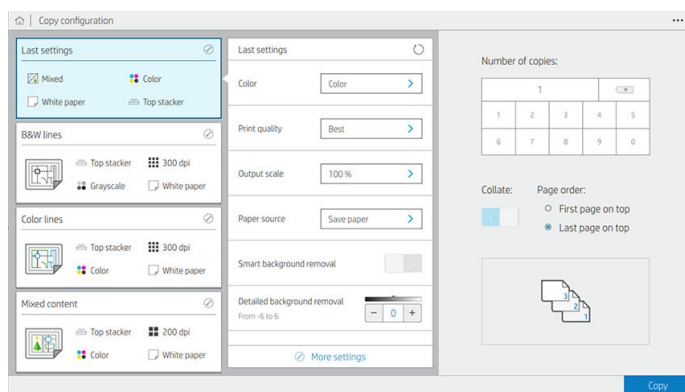 Copy configuration
Last settings
Mixed
Color
White paper
Top stacker
B&W lines
Top stacker
300 dpi
Grayscale
White paper
Color lines
Top stacker
300 dpi
Color
White paper
Mixed content
Top stacker
200 dpi
Color
White paper
Last settings
Color
Color
Print quality
Best
Output scale
100 %
Paper source
Save paper
Smart background removal
Detailed background removal
From -6 to 6
− 0 +
More settings
Number of copies:
1
1 2 3 4 5
6 7 8 9 0
Collate:
Page order:
First page on top
Last page on top
3
2
1
Copy